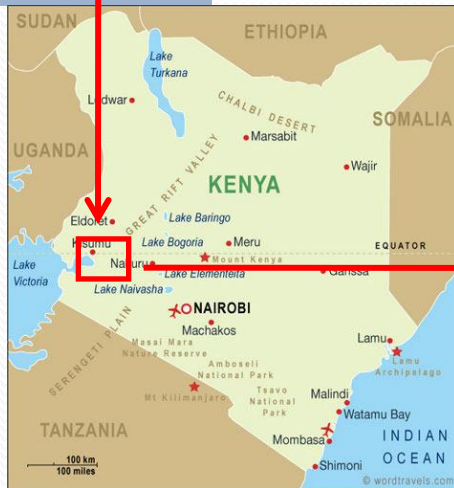 SUDAN
ETHIOPIA
Lake
Turkana
Lodwar
CHALBI DESERT
SOMALIA
Marsabit
UGANDA
GREAT RIFT VALLEY
Wajir
KENYA
Eldoret
Lake Baringo
Kisumu
Lake Bogoria
Meru
EQUATOR
Mount Kenya
Nakuru
Lake
Victoria
Lake Elementeita
Garissa
Lake Naivasha
NAIROBI
Machakos
SERENGETI PLAIN
Masai Mara
Nature Reserve
Lamu
Lamu
Archipelago
Amboseli
National Park
Mt Kilimanjaro
Tsavo
National
Park
Malindi
Watamu Bay
TANZANIA
Mombasa
INDIAN
OCEAN
100 km
100 miles
Shimoni
© wordtravels.com